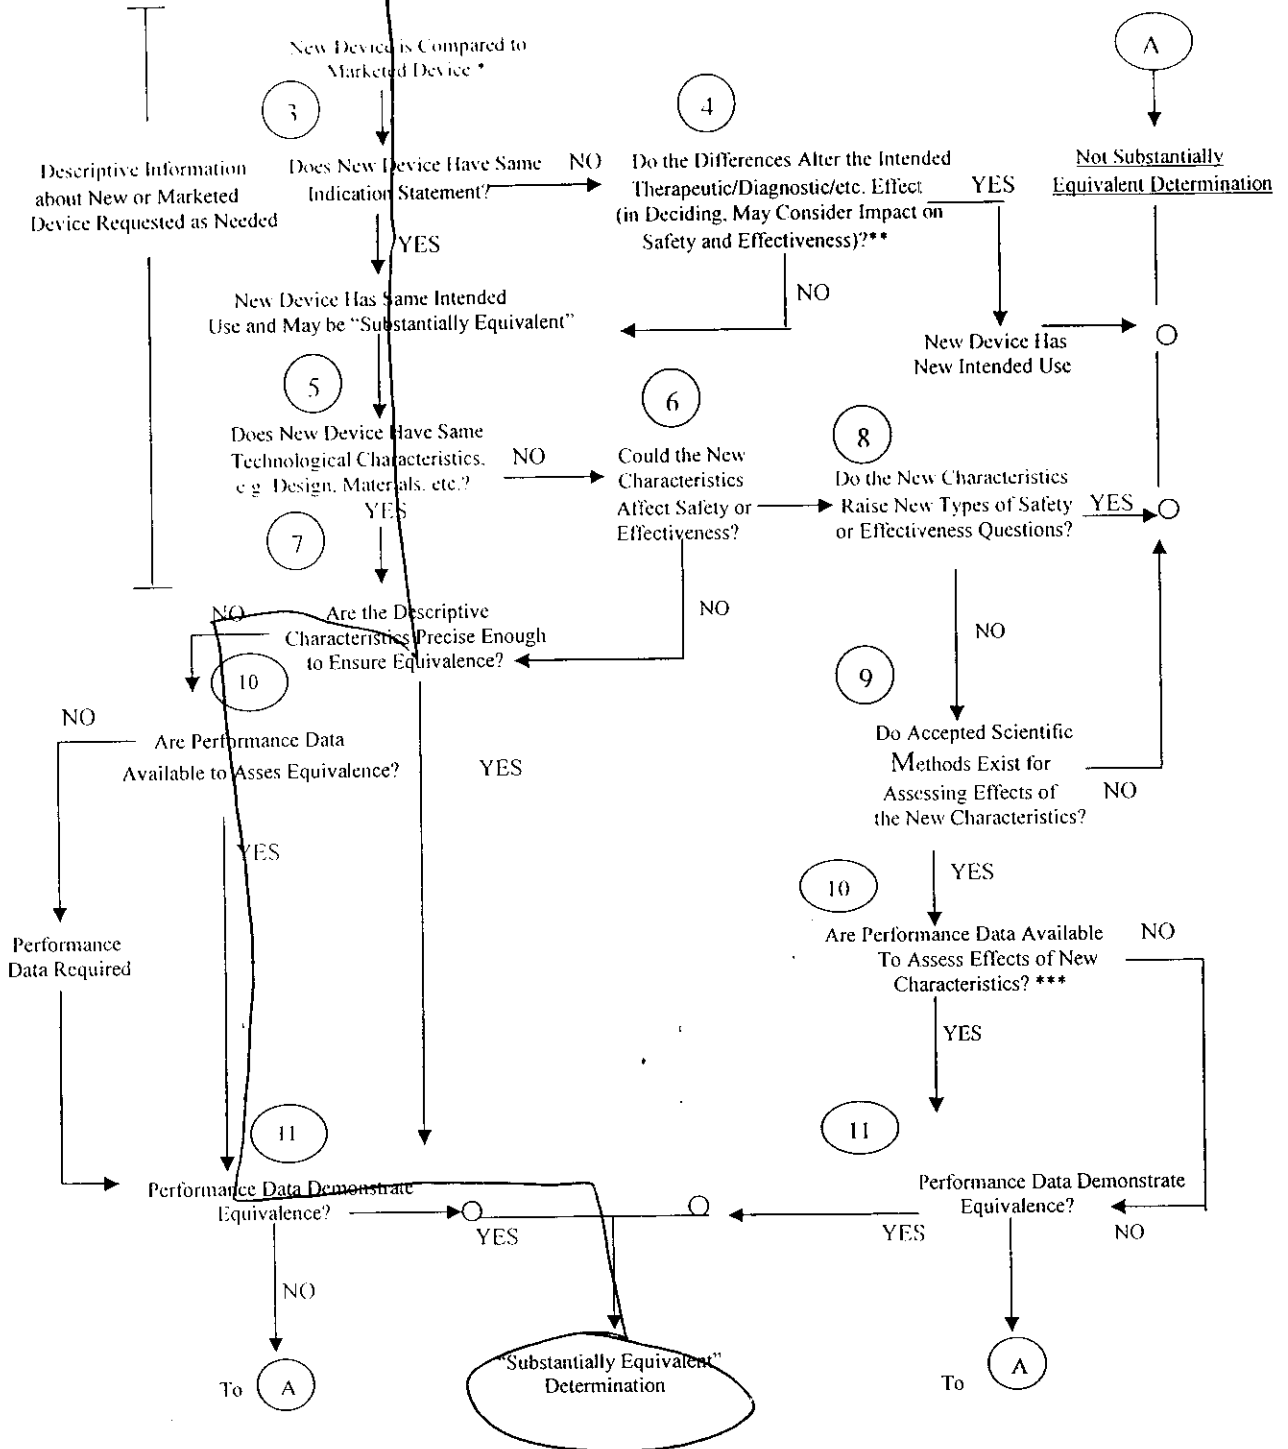 New Device is Compared to
Marketed Device *
A
3
4
Descriptive Information
about New or Marketed
Device Requested as Needed
Does New Device Have Same
Indication Statement?
NO
Do the Differences Alter the Intended
Therapeutic/Diagnostic/etc. Effect
(in Deciding, May Consider Impact on
Safety and Effectiveness)?**
YES
Not Substantially
Equivalent Determination
YES
NO
New Device Has Same Intended
Use and May be "Substantially Equivalent"
New Device Has
New Intended Use
5
6
8
Does New Device Have Same
Technological Characteristics,
e.g. Design, Materials, etc.?
NO
YES
Could the New
Characteristics
Affect Safety or
Effectiveness?
Do the New Characteristics
Raise New Types of Safety
or Effectiveness Questions?
YES
7
NO
Are the Descriptive
Characteristics Precise Enough
to Ensure Equivalence?
NO
NO
10
9
NO
Are Performance Data
Available to Asses Equivalence?
YES
Do Accepted Scientific
Methods Exist for
Assessing Effects of
the New Characteristics?
NO
YES
YES
10
Performance
Data Required
Are Performance Data Available
To Assess Effects of New
Characteristics? ***
NO
YES
11
11
Performance Data Demonstrate
Equivalence?
YES
Performance Data Demonstrate
Equivalence?
YES
NO
NO
"Substantially Equivalent"
Determination
To
A
To
A